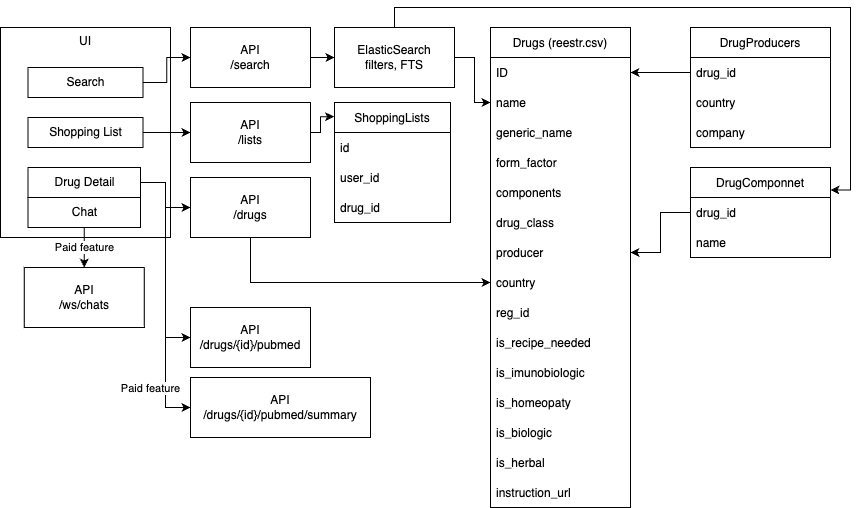 UI
Search
Shopping List
Drug Detail
Chat
Paid feature
API
/ws/chats
API
/search
API
/lists
API
/drugs
API
/drugs/{id}/pubmed
Paid feature
API
/drugs/{id}/pubmed/summary
ElasticSearch
filters, FTS
ShoppingLists
id
user_id
drug_id
Drugs (reestr.csv)
ID
name
generic_name
form_factor
components
drug_class
producer
country
reg_id
is_recipe_needed
is_imunobiologic
is_homeopaty
is_biologic
is_herbal
instruction_url
DrugProducers
drug_id
country
company
DrugComponnet
drug_id
name